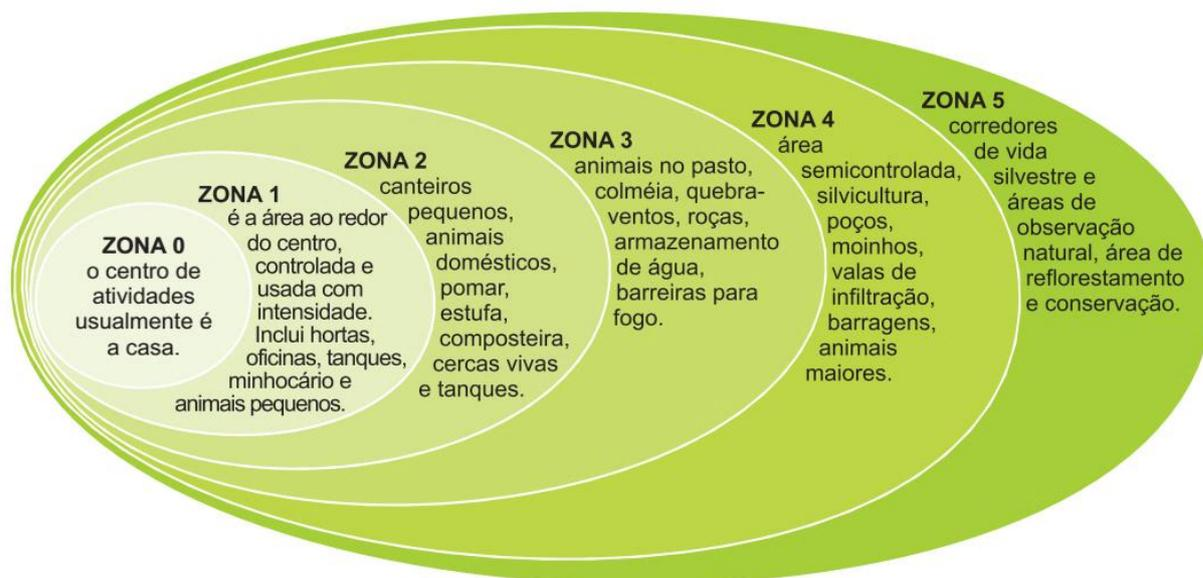 ZONA 0
o centro de
atividades
usualmente é
a casa.
ZONA 1
é a área ao redor
do centro,
controlada e
usada com
intensidade.
Inclui hortas,
oficinas, tanques,
minhocário e
animais pequenos.
ZONA 2
canteiros
pequenos,
animais
domésticos,
pomar,
estufa,
composteira,
cercas vivas
e tanques.
ZONA 3
animais no pasto,
colméia, quebra-
ventos, roças,
armazenamento
de água,
barreiras para
fogo.
ZONA 4
área
semicontrolada,
silvicultura,
poços,
moinhos,
valas de
infiltração,
barragens,
animais
maiores.
ZONA 5
corredores
de vida
silvestre e
áreas de
observação
natural, área de
reflorestamento
e conservação.